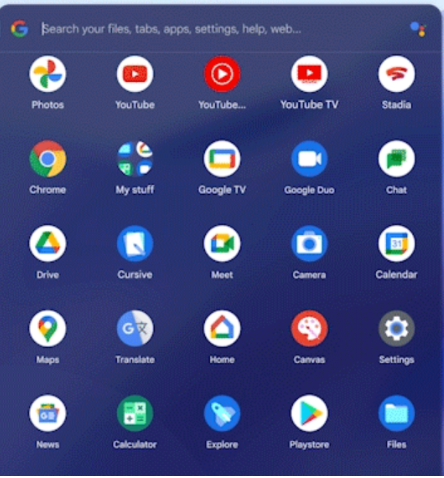 Search your files, tabs, apps, settings, help, web...
Photos YouTube YouTube... YouTube TV Stadia
Chrome My stuff Google TV Google Duo Chat
31
Drive Cursive Meet Camera Calendar
Maps Translate Home Canvas Settings
News Calculator Explore Playstore Files